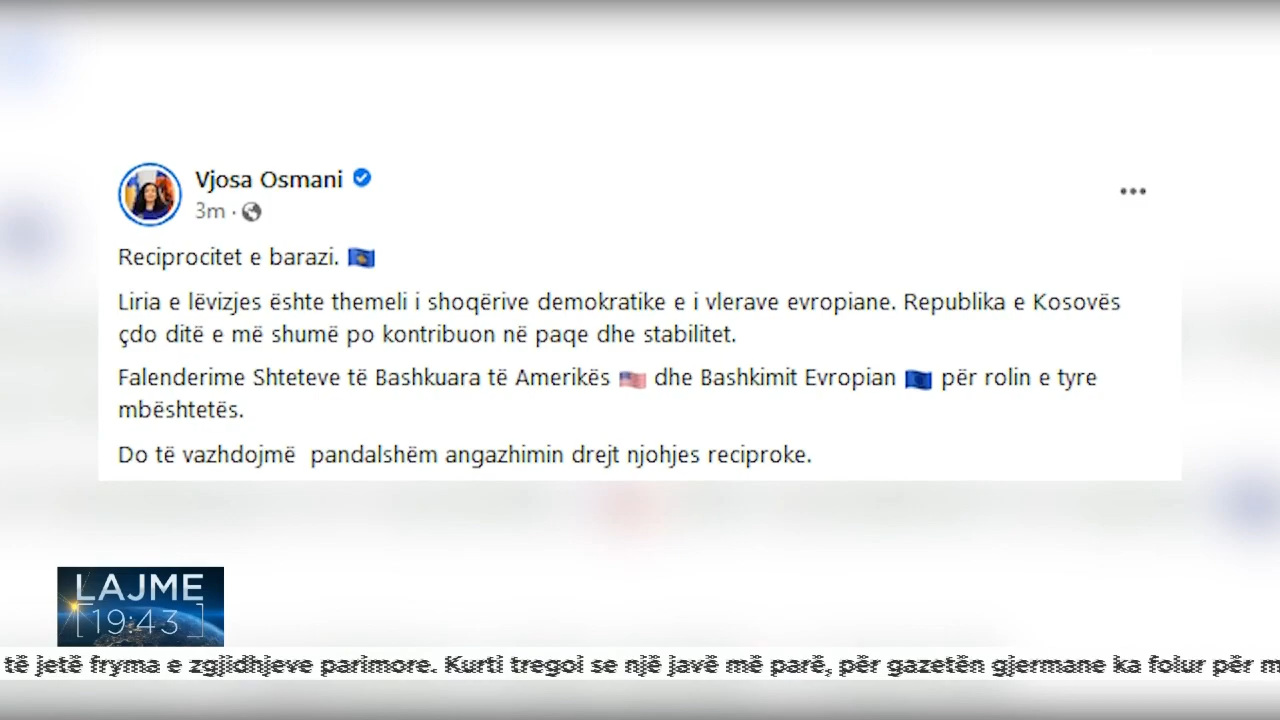 Vjosa Osmani
3m ·
Reciprocitet e barazi. 🇽🇰
Liria e lëvizjes është themeli i shoqërive demokratike e i vlerave evropiane. Republika e Kosovës
çdo ditë e më shumë po kontribuon në paqe dhe stabilitet.
Falenderime Shteteve të Bashkuara të Amerikës 🇺🇸 dhe Bashkimit Evropian 🇪🇺 për rolin e tyre
mbështetës.
Do të vazhdojmë  pandalshëm angazhimin drejt njohjes reciproke.
LAJME
19:43
të jetë fryma e zgjidhjeve parimore. Kurti tregoi se një javë më parë, për gazetën gjermane ka folur për m